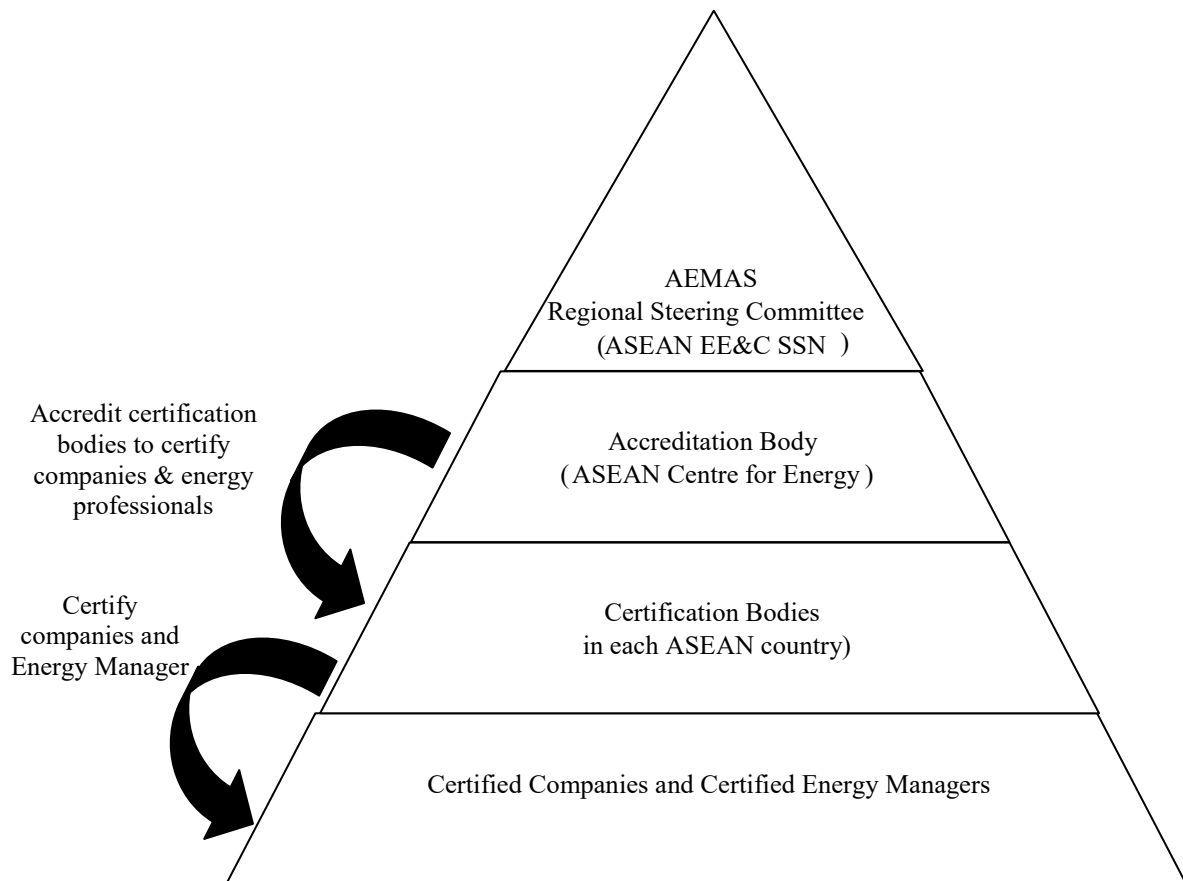 AEMAS
Regional Steering Committee
(ASEAN EE&C SSN )
Accredit certification
bodies to certify
companies & energy
professionals
Accreditation Body
(ASEAN Centre for Energy)
Certify
companies and
Energy Manager
Certification Bodies
in each ASEAN country)
Certified Companies and Certified Energy Managers